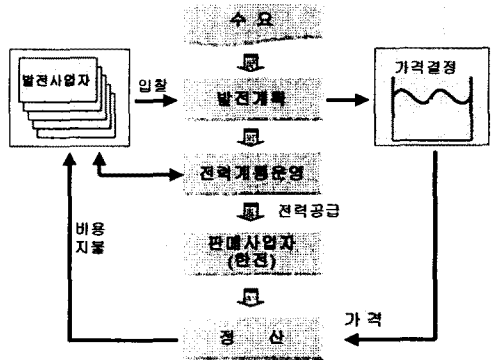 수 요
발전사업자
입찰
발전계획
가격결정
전력계통운영
전력공급
비용
지불
판매사업자
(한전)
가 격
정 산